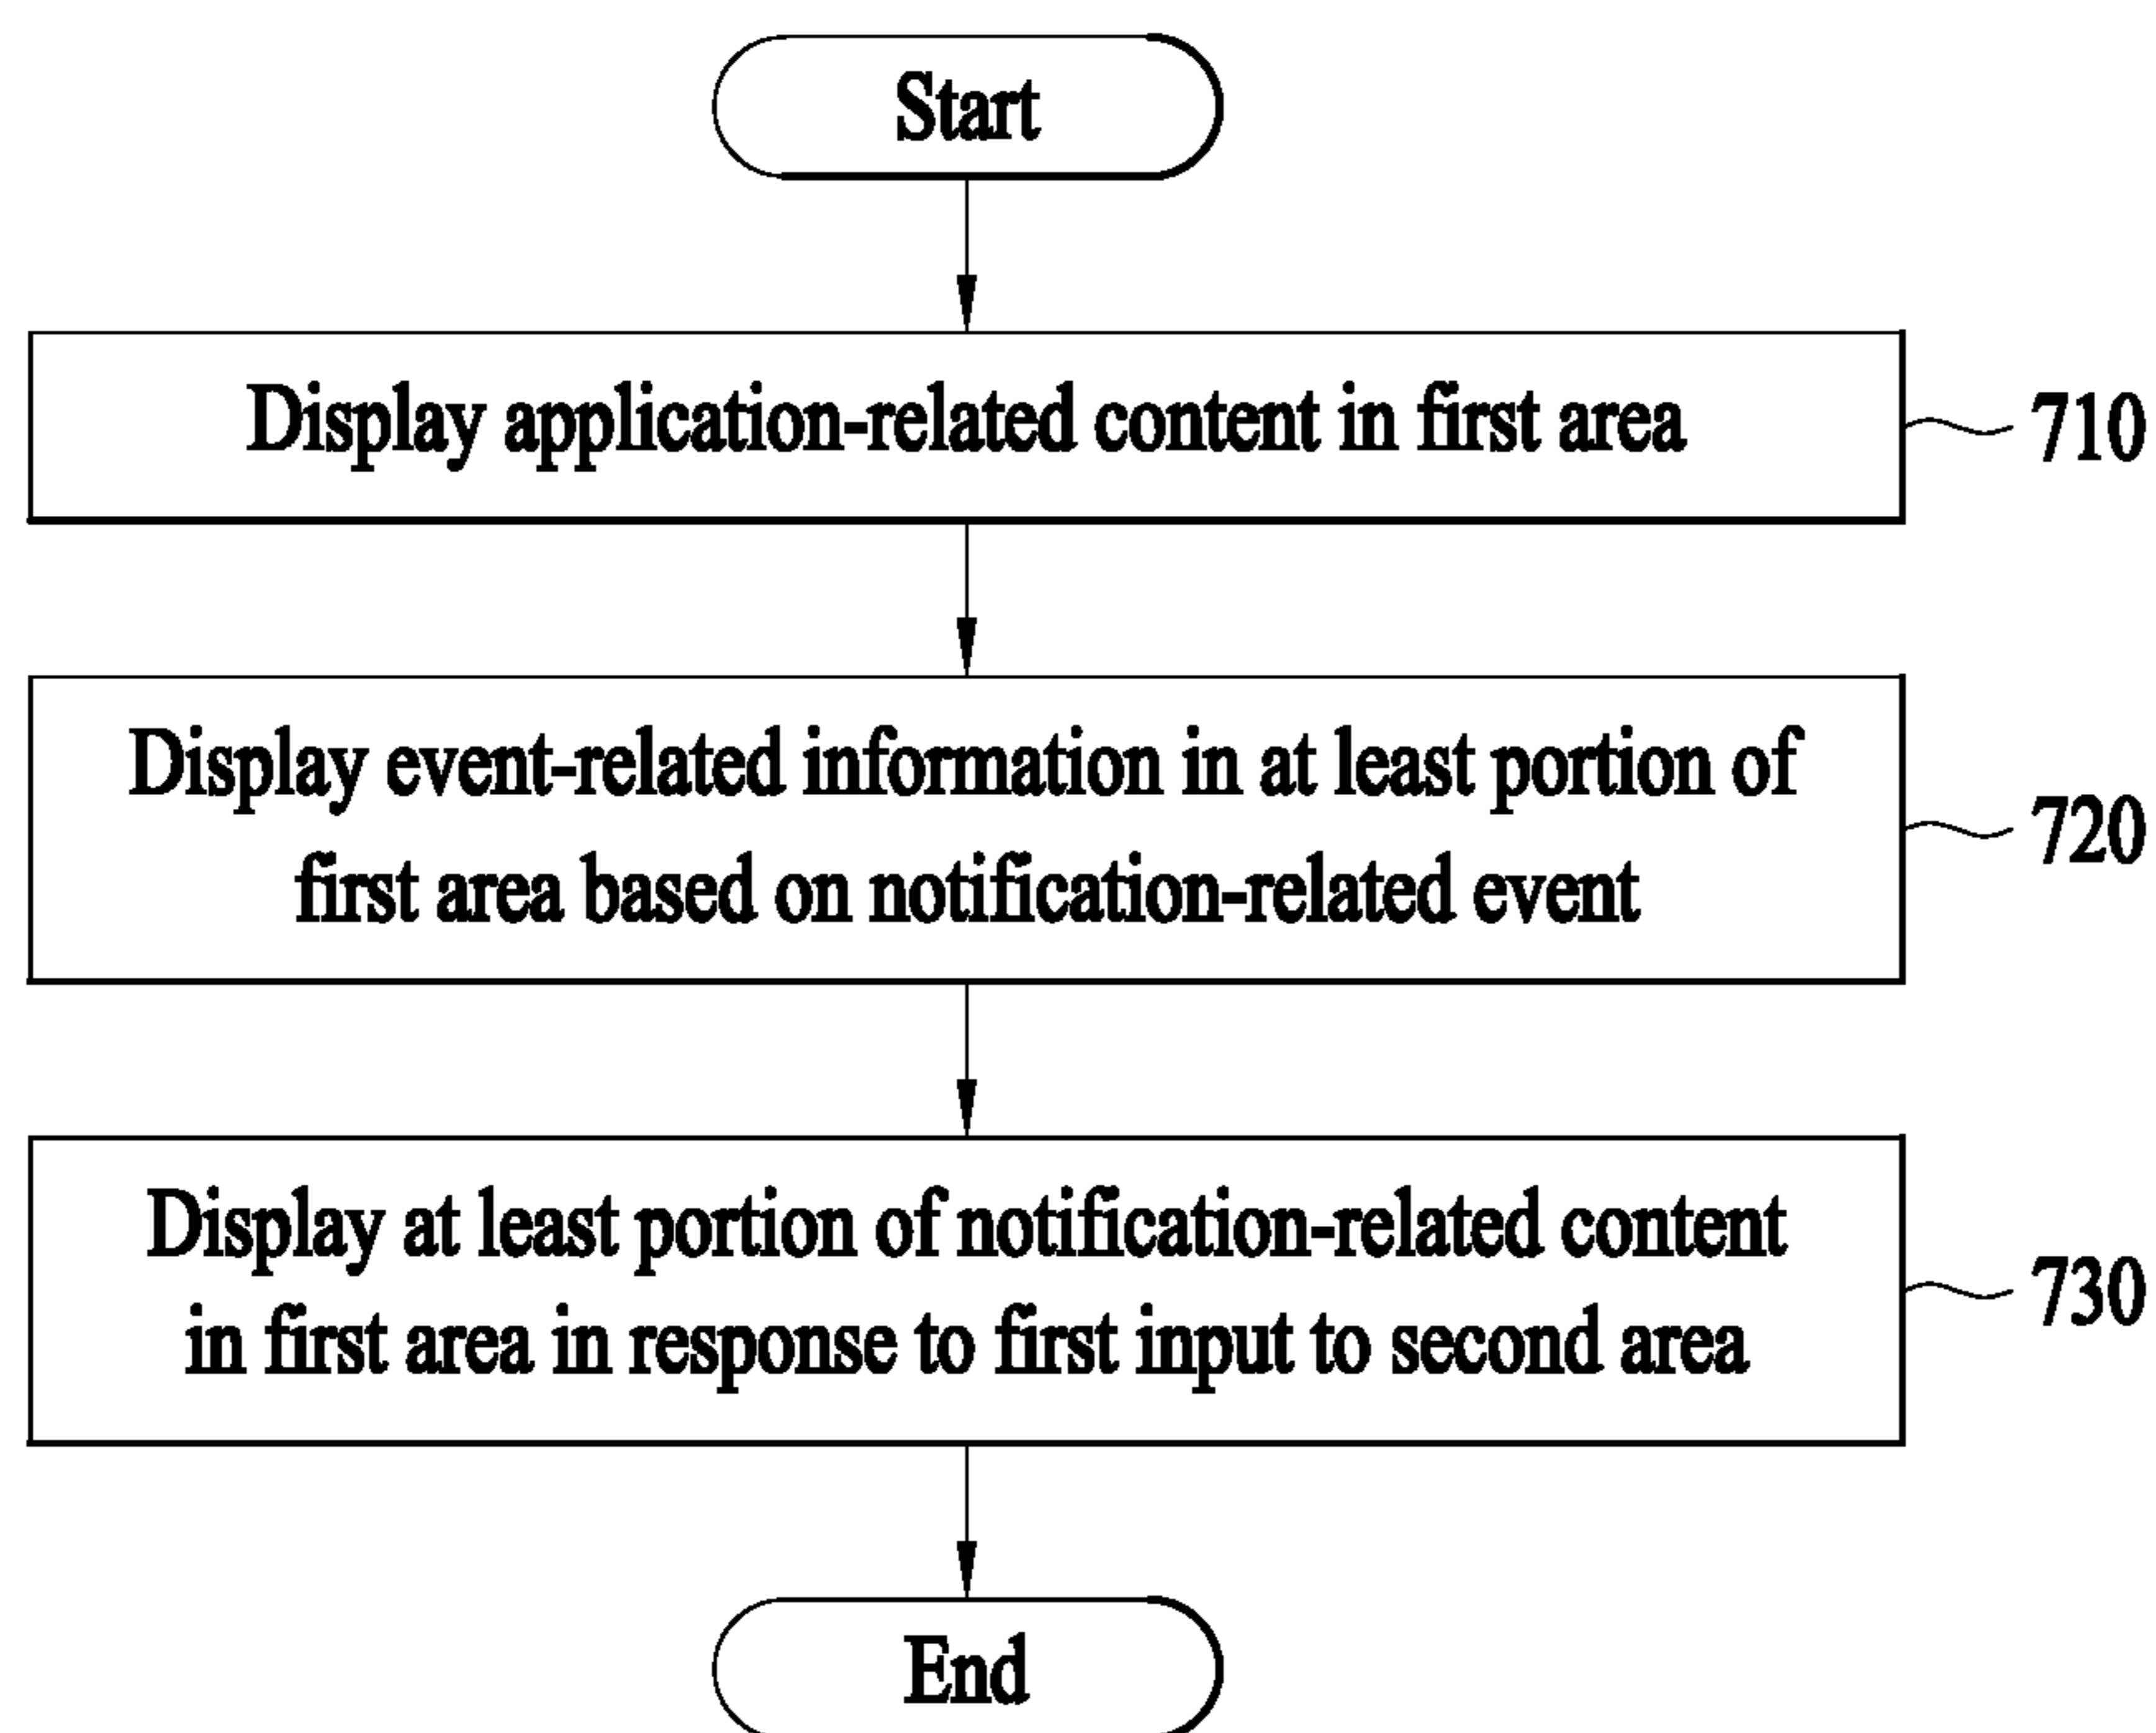 Start
Display application-related content in first area
710
Display event-related information in at least portion of
first area based on notification-related event
720
Display at least portion of notification-related content
in first area in response to first input to second area
730
End